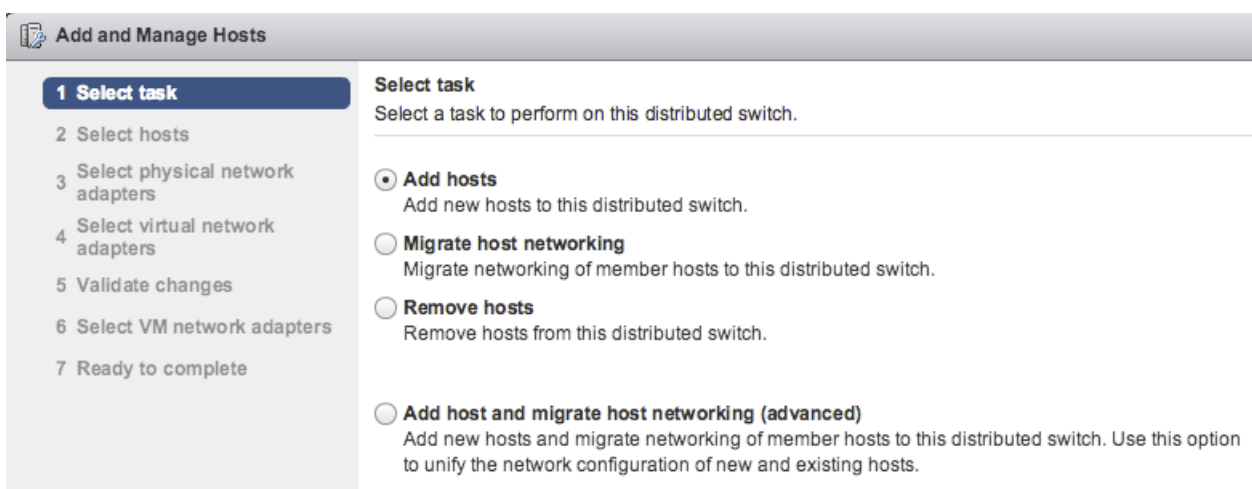 Add and Manage Hosts
1 Select task
2 Select hosts
3 Select physical network
adapters
4 Select virtual network
adapters
5 Validate changes
6 Select VM network adapters
7 Ready to complete
Select task
Select a task to perform on this distributed switch.
Add hosts
Add new hosts to this distributed switch.
Migrate host networking
Migrate networking of member hosts to this distributed switch.
Remove hosts
Remove hosts from this distributed switch.
Add host and migrate host networking (advanced)
Add new hosts and migrate networking of member hosts to this distributed switch. Use this option
to unify the network configuration of new and existing hosts.